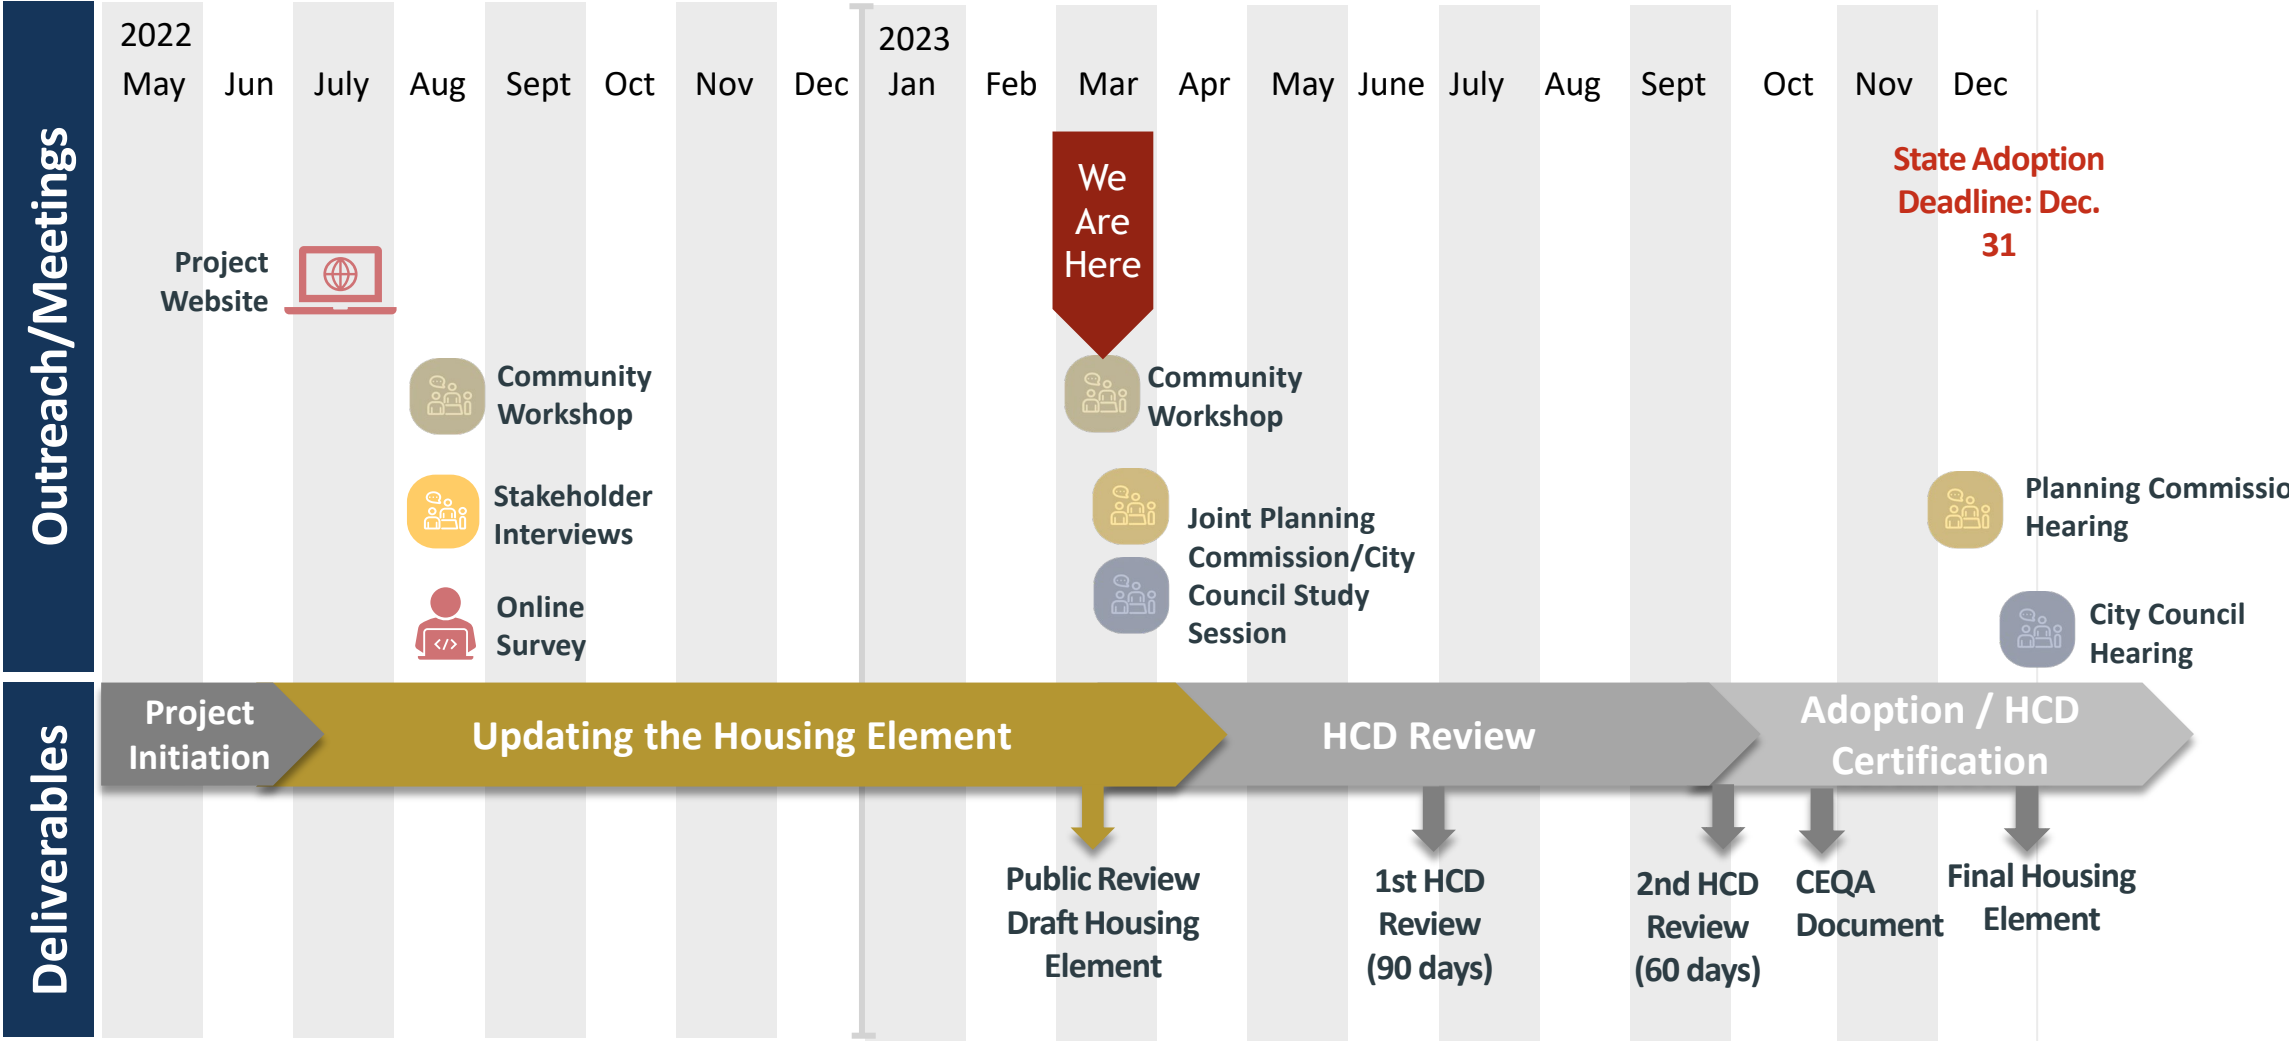 2022
2023
May Jun July Aug Sept Oct Nov Dec Jan Feb Mar Apr May June July Aug Sept Oct Nov Dec
Outreach/Meetings
We
Are
Here
State Adoption
Deadline: Dec.
31
Project
Website
Community
Workshop
Community
Workshop
Stakeholder
Interviews
Joint Planning
Commission/City
Council Study
Session
Planning Commissio
Hearing
Online
Survey
</>
City Council
Hearing
Deliverables
Project
Initiation
Updating the Housing Element
HCD Review
Adoption / HCD
Certification
Public Review
Draft Housing
Element
1st HCD
Review
(90 days)
2nd HCD
Review
(60 days)
CEQA
Document
Final Housing
Element